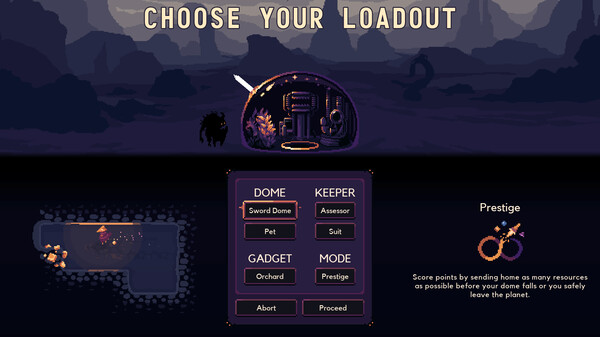 CHOOSE YOUR LOADOUT
DOME
KEEPER
Sword Dome
Assessor
Pet
Suit
GADGET
MODE
Orchard
Prestige
Abort
Proceed
Prestige
Score points by sending home as many resources
as possible before your dome falls or you safely
leave the planet.